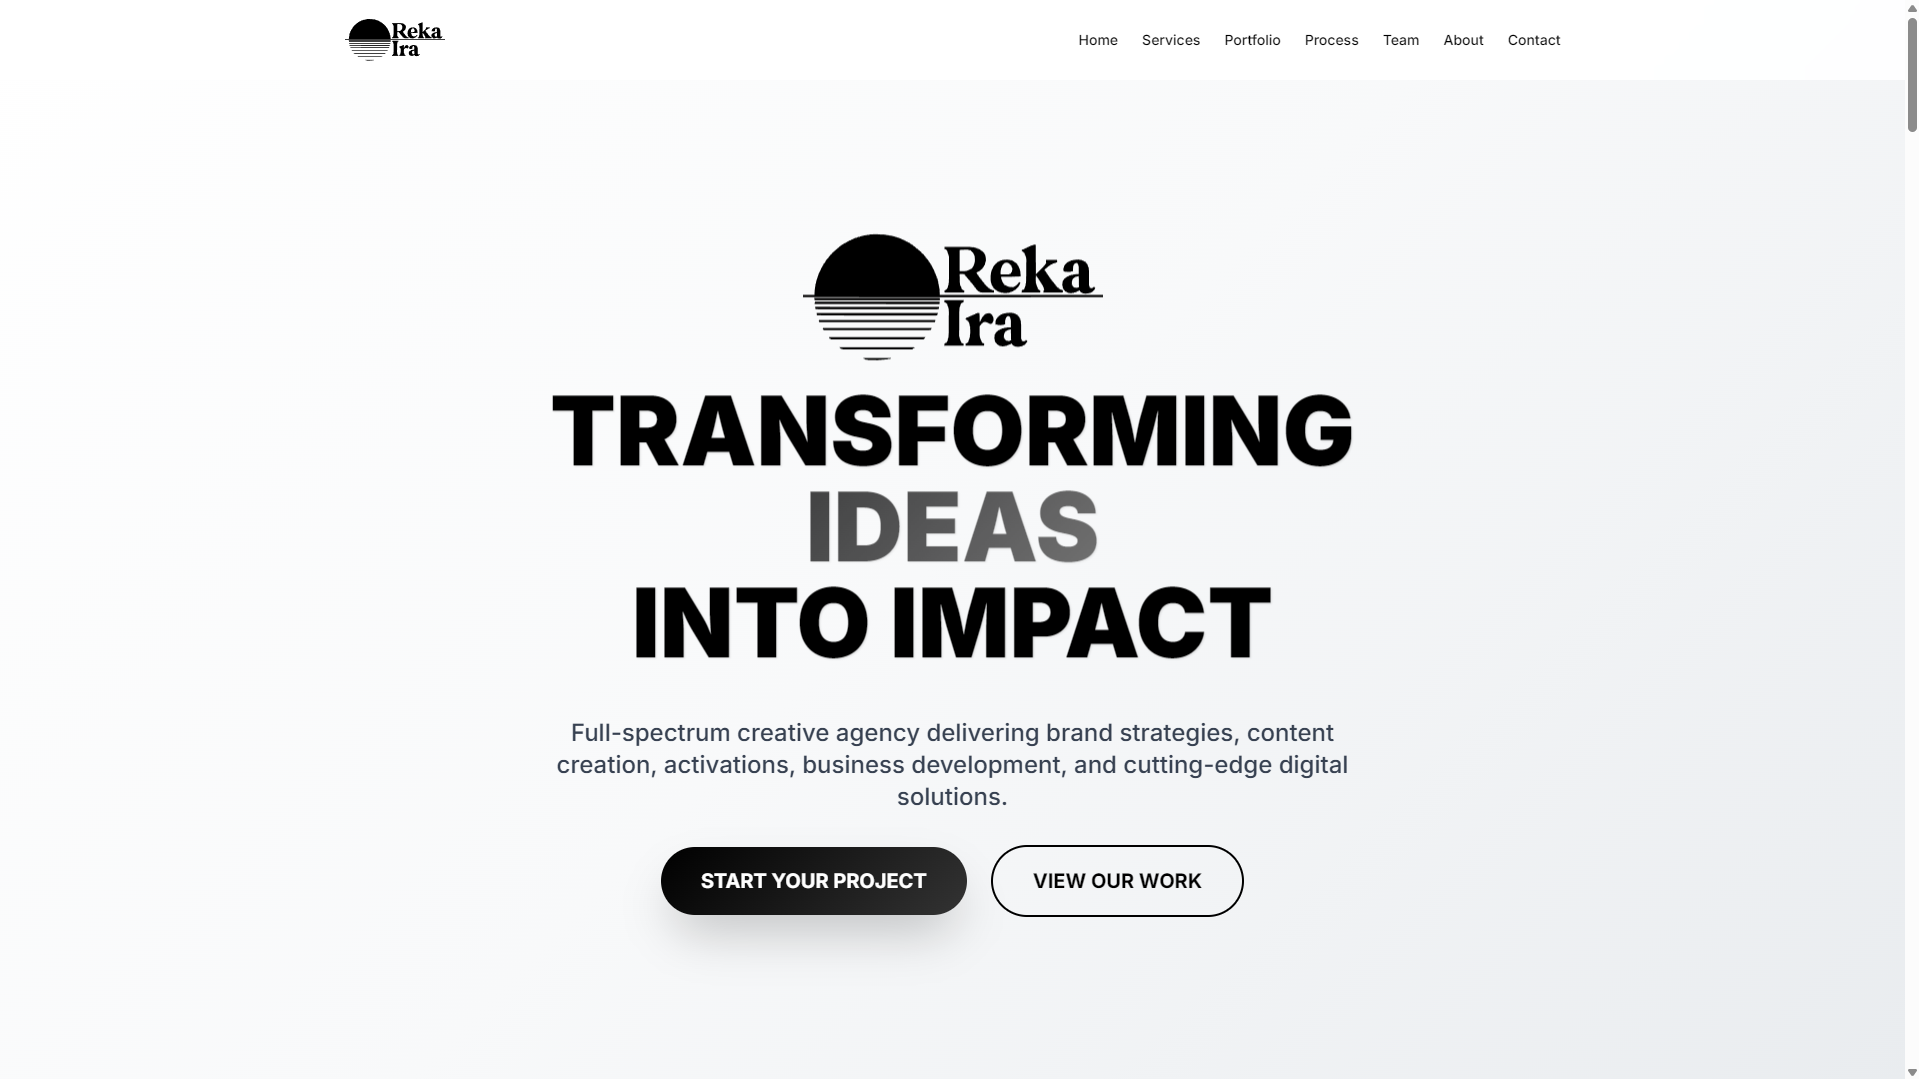 Reka
Ira
Home Services Portfolio Process Team About Contact
Reka
Ira
TRANSFORMING
IDEAS
INTO IMPACT
Full-spectrum creative agency delivering brand strategies, content
creation, activations, business development, and cutting-edge digital
solutions.
START YOUR PROJECT VIEW OUR WORK